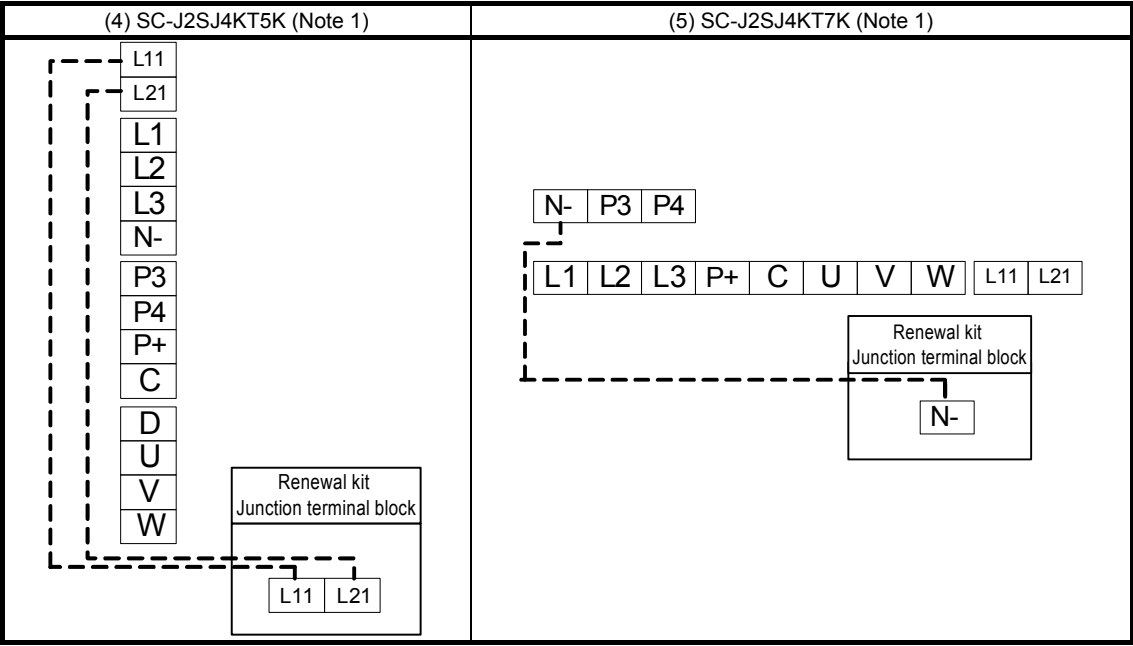 (4) SC-J2SJ4KT5K (Note 1)
L11
L21
L1
L2
L3
N-
P3
P4
P+
C
D
U
V
W
Renewal kit
Junction terminal block
L11 L21
(5) SC-J2SJ4KT7K (Note 1)
N- P3 P4
L1 L2 L3 P+ C U V W L11 L21
Renewal kit
Junction terminal block
N-